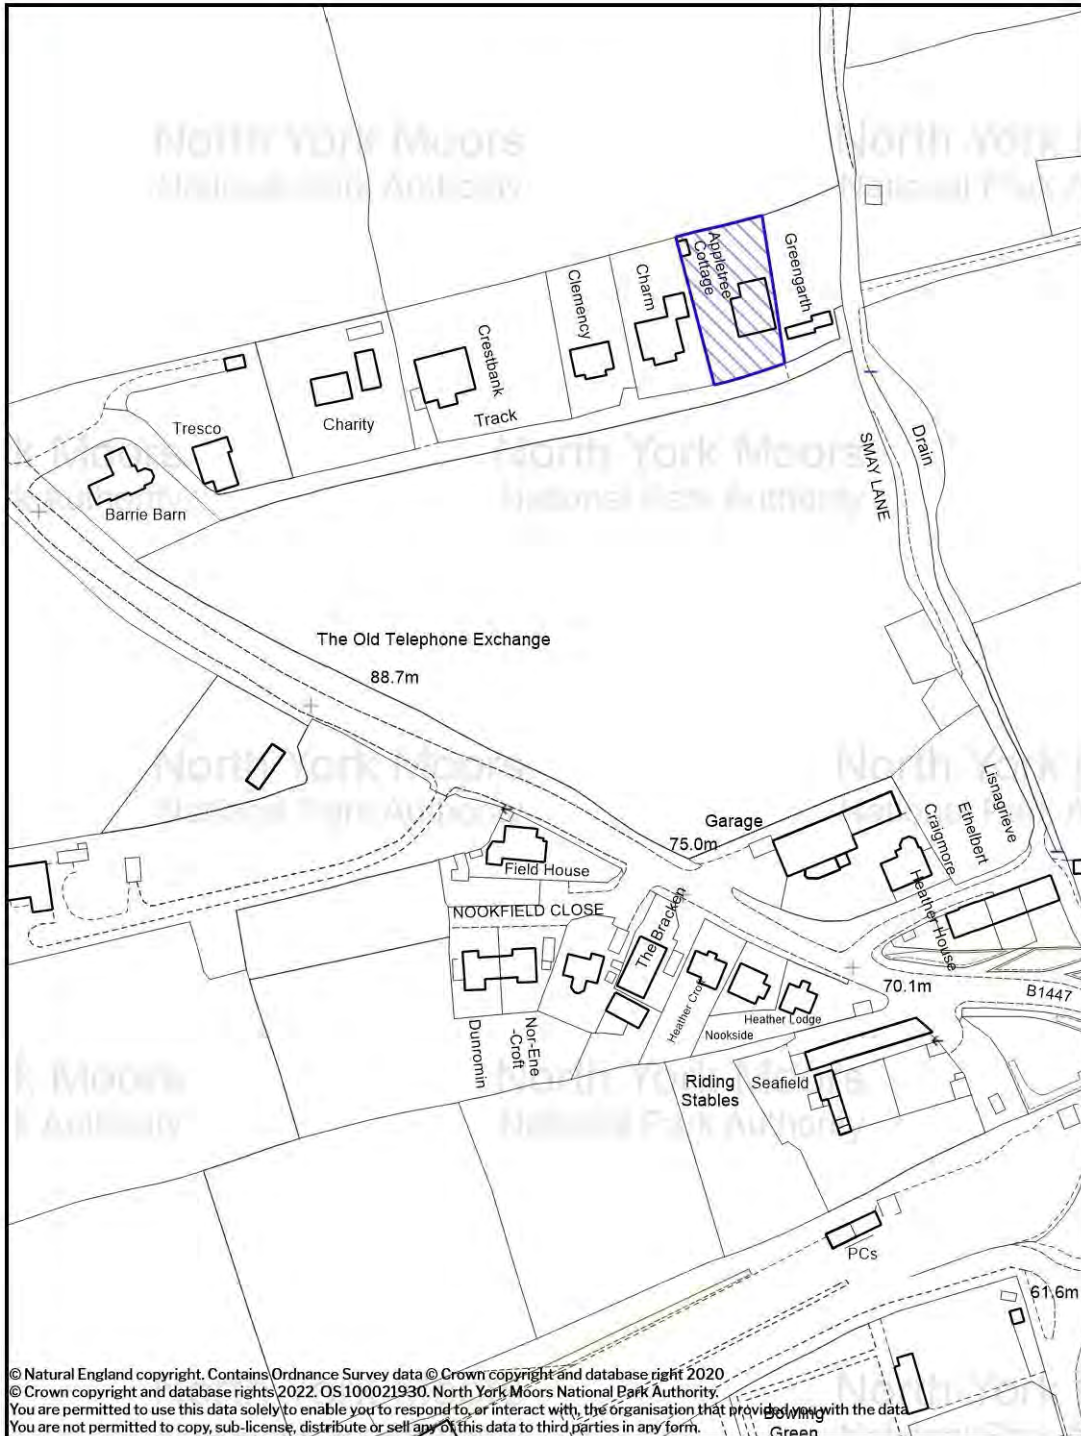 North York Moors
National Park Authority
North York
National Park A
Appletree
Cottage
Greengarth
Clemency
Charm
Crestbank
Track
Charity
Tresco
Barrie Barn
k Moors
k Authority
North York Moors
National Park Authority
SMAY LANE
Drain
The Old Telephone Exchange
88.7m
North York Moors
National Park Authority
North York
National Park A
Garage
75.0m
Lisnagrieve
Ethelbert
Craigmore
Heather House
Field House
NOOKFIELD CLOSE
The Bracken
Heather Croft
Nookside
Heather Lodge
70.1m
B1447
Dunromin
Nor-Ene
-Croft
k Moors
k Authority
North York Moors
National Park Authority
Riding
Stables
Seafield
PCs
61.6m
North York
Bowling
Green
© Natural England copyright. Contains Ordnance Survey data © Crown copyright and database right 2020
© Crown copyright and database rights 2022. OS 100021930. North York Moors National Park Authority.
You are permitted to use this data solely to enable you to respond to, or interact with, the organisation that provided you with the data.
You are not permitted to copy, sub-license, distribute or sell any of this data to third parties in any form.